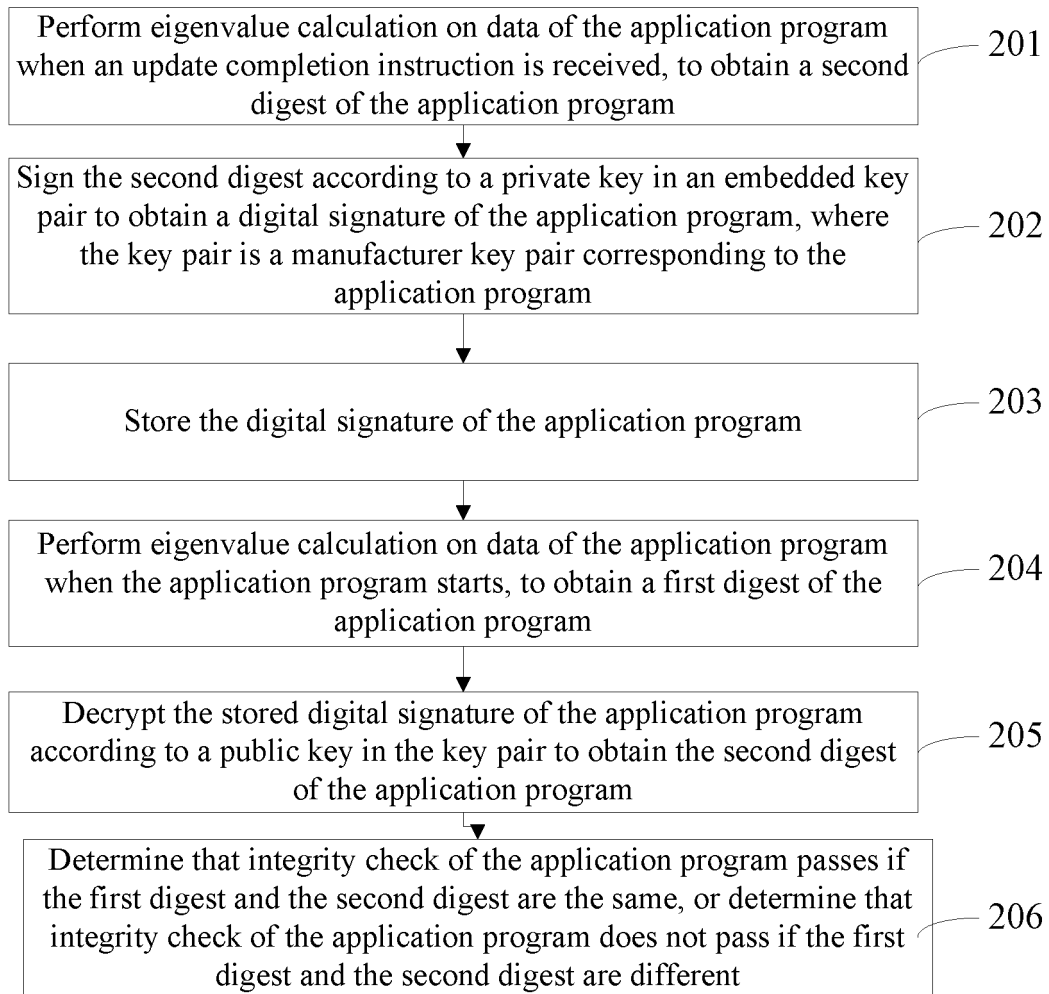 Perform eigenvalue calculation on data of the application program
when an update completion instruction is received, to obtain a second
digest of the application program
201
Sign the second digest according to a private key in an embedded key
pair to obtain a digital signature of the application program, where
the key pair is a manufacturer key pair corresponding to the
application program
202
Store the digital signature of the application program
203
Perform eigenvalue calculation on data of the application program
when the application program starts, to obtain a first digest of the
application program
204
Decrypt the stored digital signature of the application program
according to a public key in the key pair to obtain the second digest
of the application program
205
Determine that integrity check of the application program passes if
the first digest and the second digest are the same, or determine that
integrity check of the application program does not pass if the first
digest and the second digest are different
206